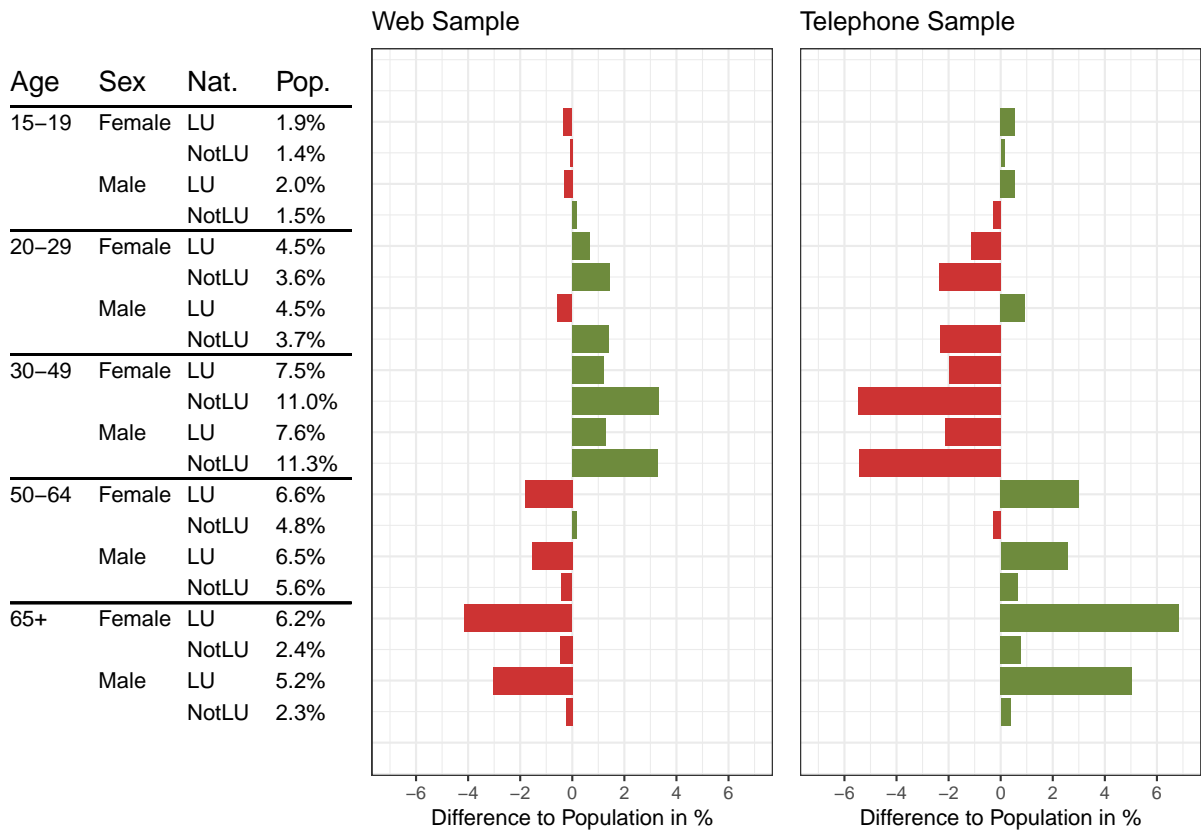 Web Sample Telephone Sample
Age Sex Nat. Pop.
15−19 Female LU 1.9%
NotLU 1.4%
Male LU 2.0%
NotLU 1.5%
20−29 Female LU 4.5%
NotLU 3.6%
Male LU 4.5%
NotLU 3.7%
30−49 Female LU 7.5%
NotLU 11.0%
Male LU 7.6%
NotLU 11.3%
50−64 Female LU 6.6%
NotLU 4.8%
Male LU 6.5%
NotLU 5.6%
65+ Female LU 6.2%
NotLU 2.4%
Male LU 5.2%
NotLU 2.3%
−6 −4 −2 0 2 4 6 −6 −4 −2 0 2 4 6
Difference to Population in % Difference to Population in %